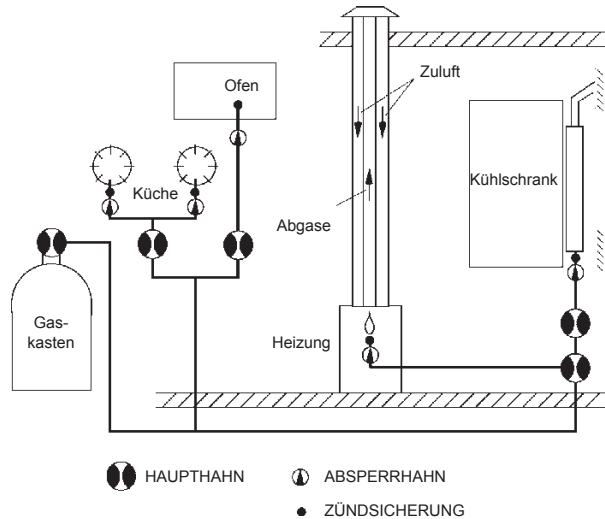 Ofen
Zuluft
Küche
Kühlschrank
Abgase
Gas-
kasten
Heizung
HAUPTHAHN
ABSPERRHAHN
ZÜNDSICHERUNG